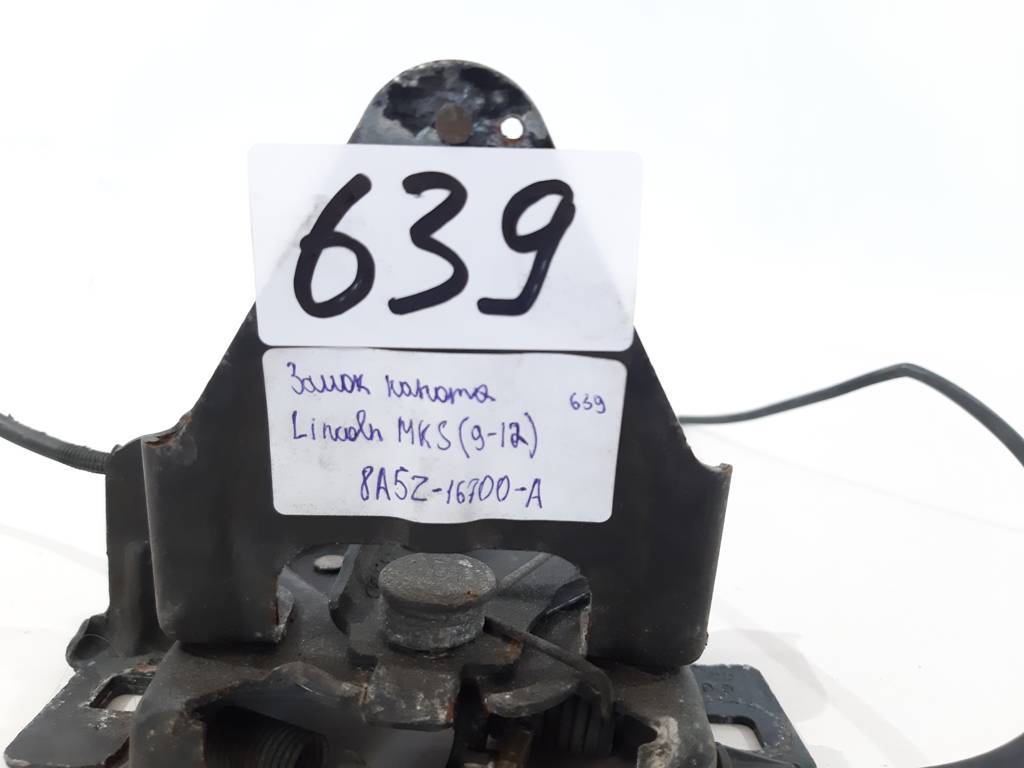 639
Замок капота
639
Lincoln MKS (9-12)
8A5Z-16700-A